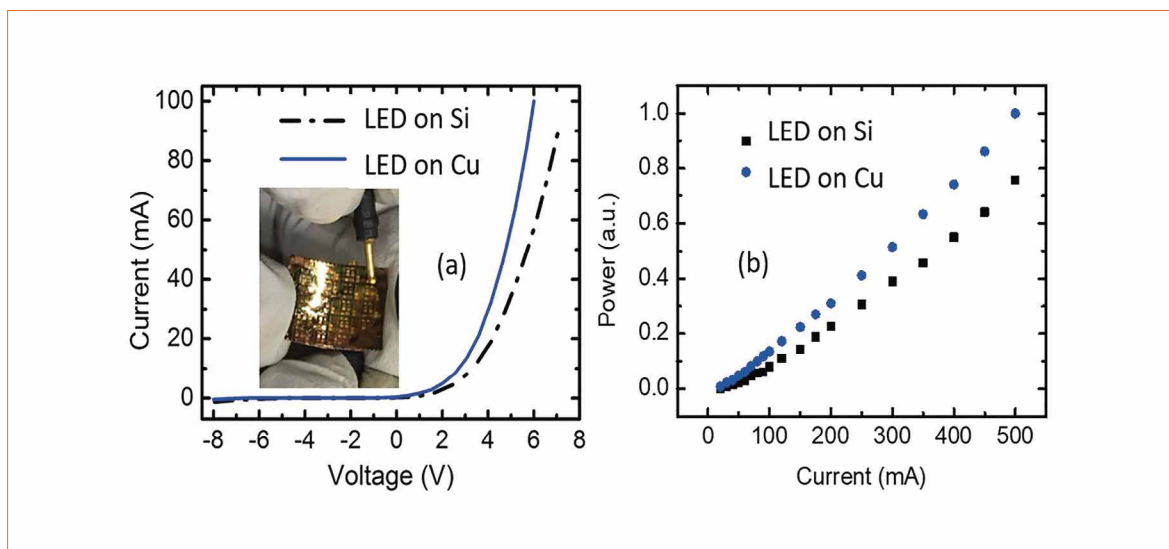 100
80
60
40
20
0
-8 -6 -4 -2 0 2 4 6 8
Current (mA)
Voltage (V)
LED on Si
LED on Cu
(a)
1.0
0.8
0.6
0.4
0.2
0.0
0 100 200 300 400 500
Power (a.u.)
Current (mA)
LED on Si
LED on Cu
(b)